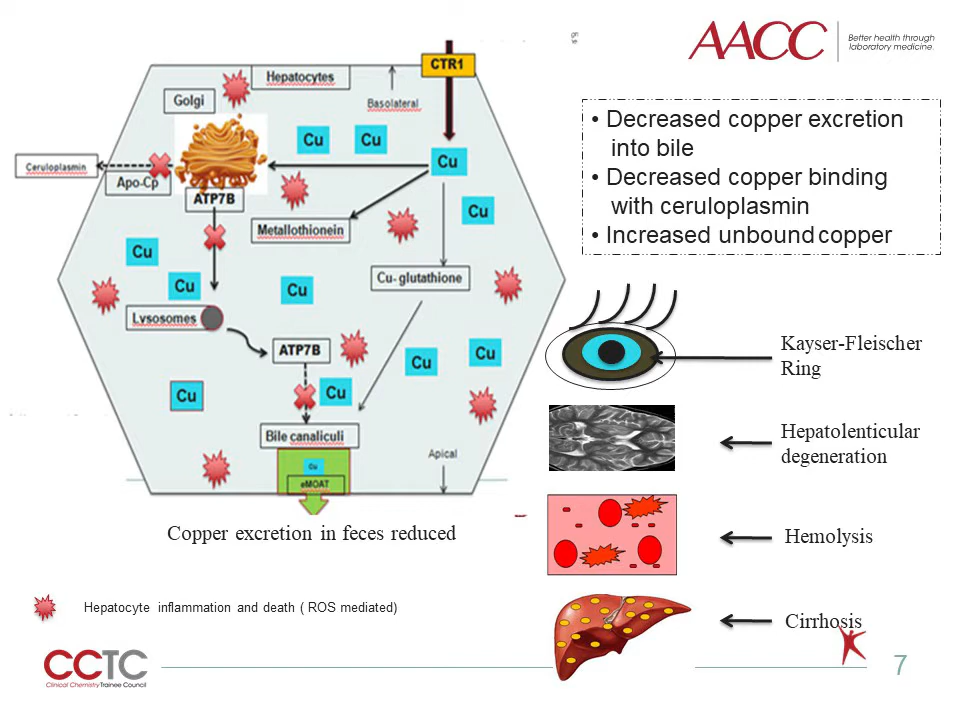 AACC
Better health through
laboratory medicine.
CTR1
Hepatocytes
Basolateral
Golgi
Cu
Cu
Cu
Ceruloplasmin
Apo-Cp
ATP7B
Cu
Metallothionein
Cu
Cu
Cu
Cu- glutathione
Lysosomes
ATP7B
Cu
Cu
Cu
Cu
Bile canaliculi
Cu
eMOAT
Apical
Copper excretion in feces reduced
• Decreased copper excretion
into bile
• Decreased copper binding
with ceruloplasmin
• Increased unbound copper
Kayser-Fleischer
Ring
Hepatolenticular
degeneration
Hemolysis
Cirrhosis
Hepatocyte inflammation and death ( ROS mediated)
CCTC
Clinical Chemistry Trainee Council
7